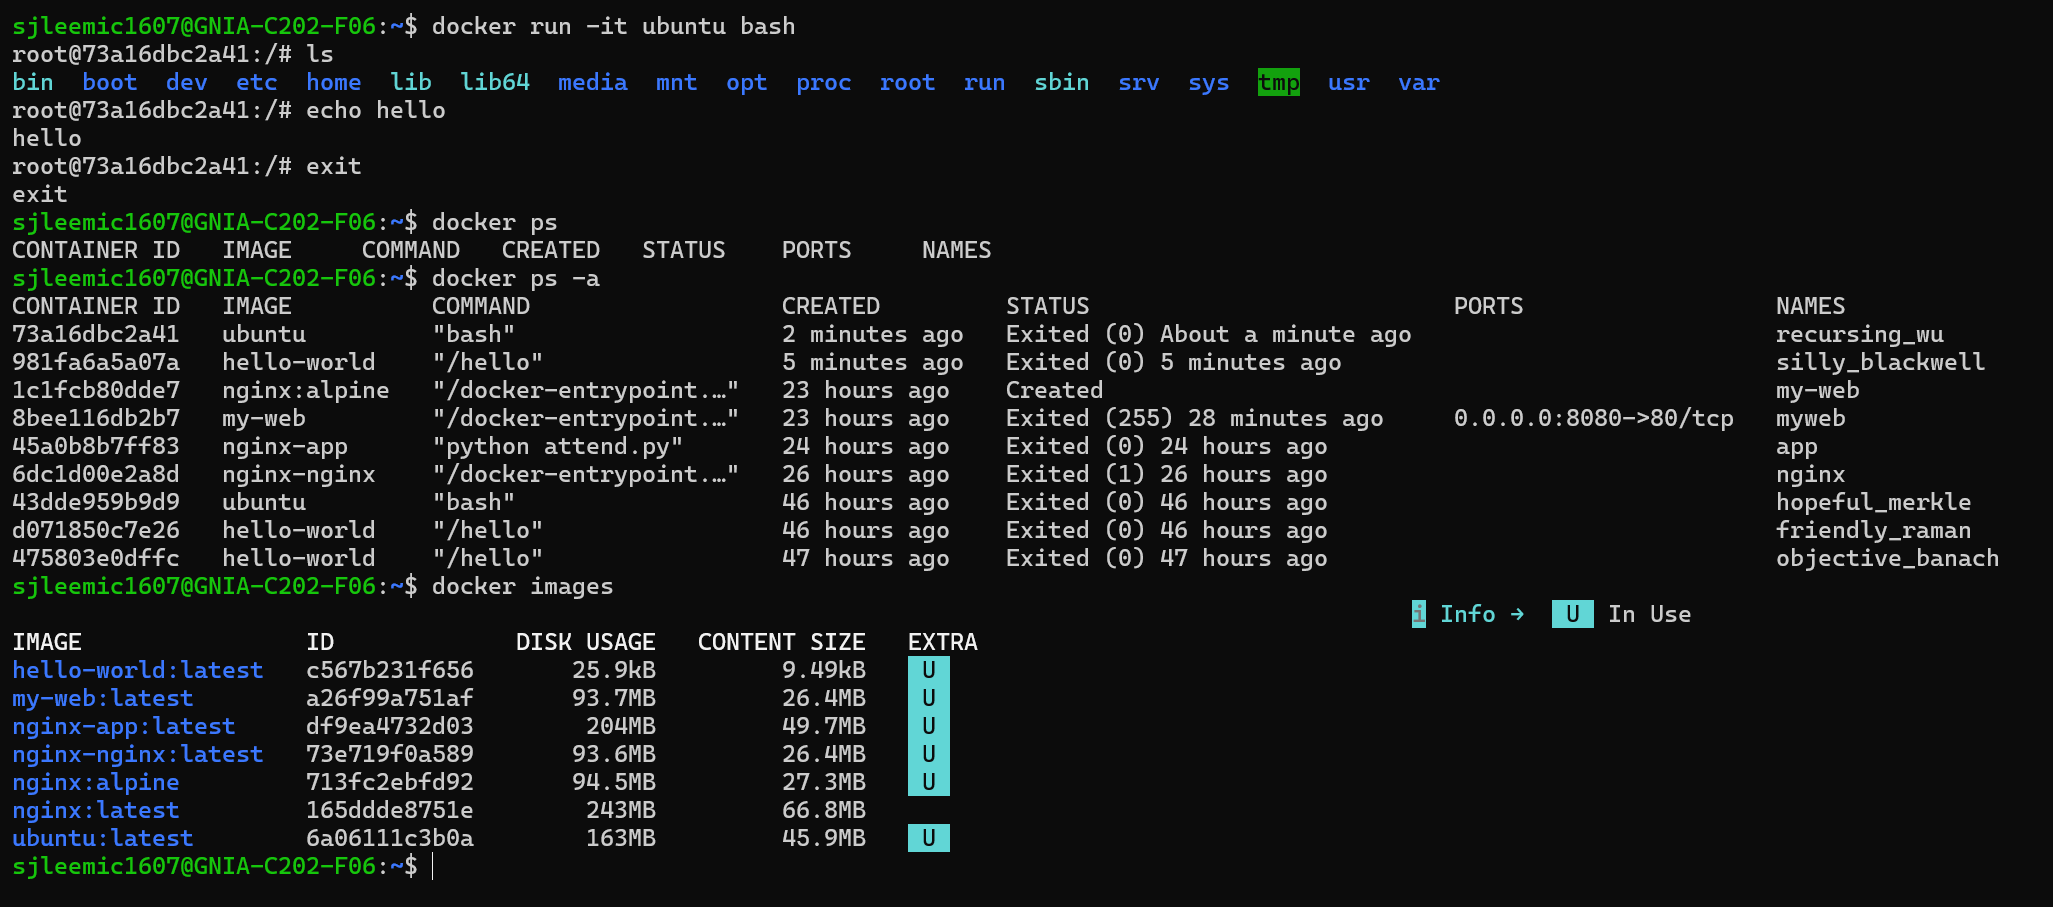 sjleemic1607@GNIA-C202-F06:~$ docker run -it ubuntu bash
root@73a16dbc2a41:/# ls
bin  boot  dev  etc  home  lib  lib64  media  mnt  opt  proc  root  run  sbin  srv  sys  tmp  usr  var
root@73a16dbc2a41:/# echo hello
hello
root@73a16dbc2a41:/# exit
exit
sjleemic1607@GNIA-C202-F06:~$ docker ps
CONTAINER ID   IMAGE     COMMAND   CREATED   STATUS    PORTS     NAMES
sjleemic1607@GNIA-C202-F06:~$ docker ps -a
CONTAINER ID   IMAGE          COMMAND                  CREATED         STATUS                          PORTS                  NAMES
73a16dbc2a41   ubuntu         "bash"                   2 minutes ago   Exited (0) About a minute ago                          recursing_wu
981fa6a5a07a   hello-world    "/hello"                 5 minutes ago   Exited (0) 5 minutes ago                               silly_blackwell
1c1fcb80dde7   nginx:alpine   "/docker-entrypoint.…"   23 hours ago    Created                                                my-web
8bee116db2b7   my-web         "/docker-entrypoint.…"   23 hours ago    Exited (255) 28 minutes ago     0.0.0.0:8080->80/tcp   myweb
45a0b8b7ff83   nginx-app      "python attend.py"       24 hours ago    Exited (0) 24 hours ago                                app
6dc1d00e2a8d   nginx-nginx    "/docker-entrypoint.…"   26 hours ago    Exited (1) 26 hours ago                                nginx
43dde959b9d9   ubuntu         "bash"                   46 hours ago    Exited (0) 46 hours ago                                hopeful_merkle
d071850c7e26   hello-world    "/hello"                 46 hours ago    Exited (0) 46 hours ago                                friendly_raman
475803e0dffc   hello-world    "/hello"                 47 hours ago    Exited (0) 47 hours ago                                objective_banach
sjleemic1607@GNIA-C202-F06:~$ docker images
i Info →   U  In Use
IMAGE                ID             DISK USAGE   CONTENT SIZE   EXTRA
hello-world:latest   c567b231f656       25.9kB         9.49kB    U
my-web:latest        a26f99a751af       93.7MB         26.4MB    U
nginx-app:latest     df9ea4732d03        204MB         49.7MB    U
nginx-nginx:latest   73e719f0a589       93.6MB         26.4MB    U
nginx:alpine         713fc2ebfd92       94.5MB         27.3MB    U
nginx:latest         165ddde8751e        243MB         66.8MB
ubuntu:latest        6a06111c3b0a        163MB         45.9MB    U
sjleemic1607@GNIA-C202-F06:~$